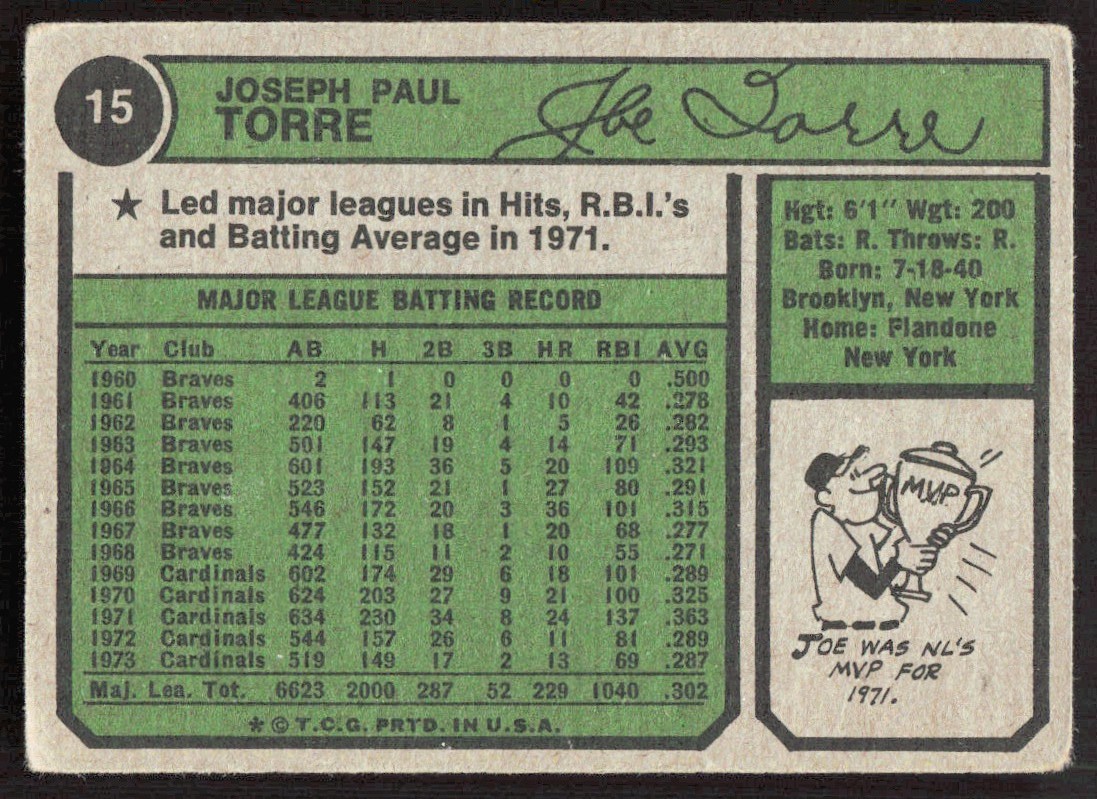 15
JOSEPH PAUL
TORRE
Joe Torre
★ Led major leagues in Hits, R.B.I.'s
and Batting Average in 1971.
MAJOR LEAGUE BATTING RECORD
Year Club AB H 2B 3B HR RBI AVG
1960 Braves 2 1 0 0 0 0 .500
1961 Braves 406 113 21 4 10 42 .278
1962 Braves 220 62 8 1 5 26 .282
1963 Braves 501 147 19 4 14 71 .293
1964 Braves 601 193 36 5 20 109 .321
1965 Braves 523 152 21 1 27 80 .291
1966 Braves 546 172 20 3 36 101 .315
1967 Braves 477 132 18 1 20 68 .277
1968 Braves 424 115 11 2 10 55 .271
1969 Cardinals 602 174 29 6 18 101 .289
1970 Cardinals 624 203 27 9 21 100 .325
1971 Cardinals 634 230 34 8 24 137 .363
1972 Cardinals 544 157 26 6 11 81 .289
1973 Cardinals 519 149 17 2 13 69 .287
Maj. Lea. Tot. 6623 2000 287 52 229 1040 .302
* © T.C.G. PRTD. IN U.S.A.
Hgt: 6'1" Wgt: 200
Bats: R. Throws: R.
Born: 7-18-40
Brooklyn, New York
Home: Flandone
New York
M.V.P.
JOE WAS NL'S
MVP FOR
1971.